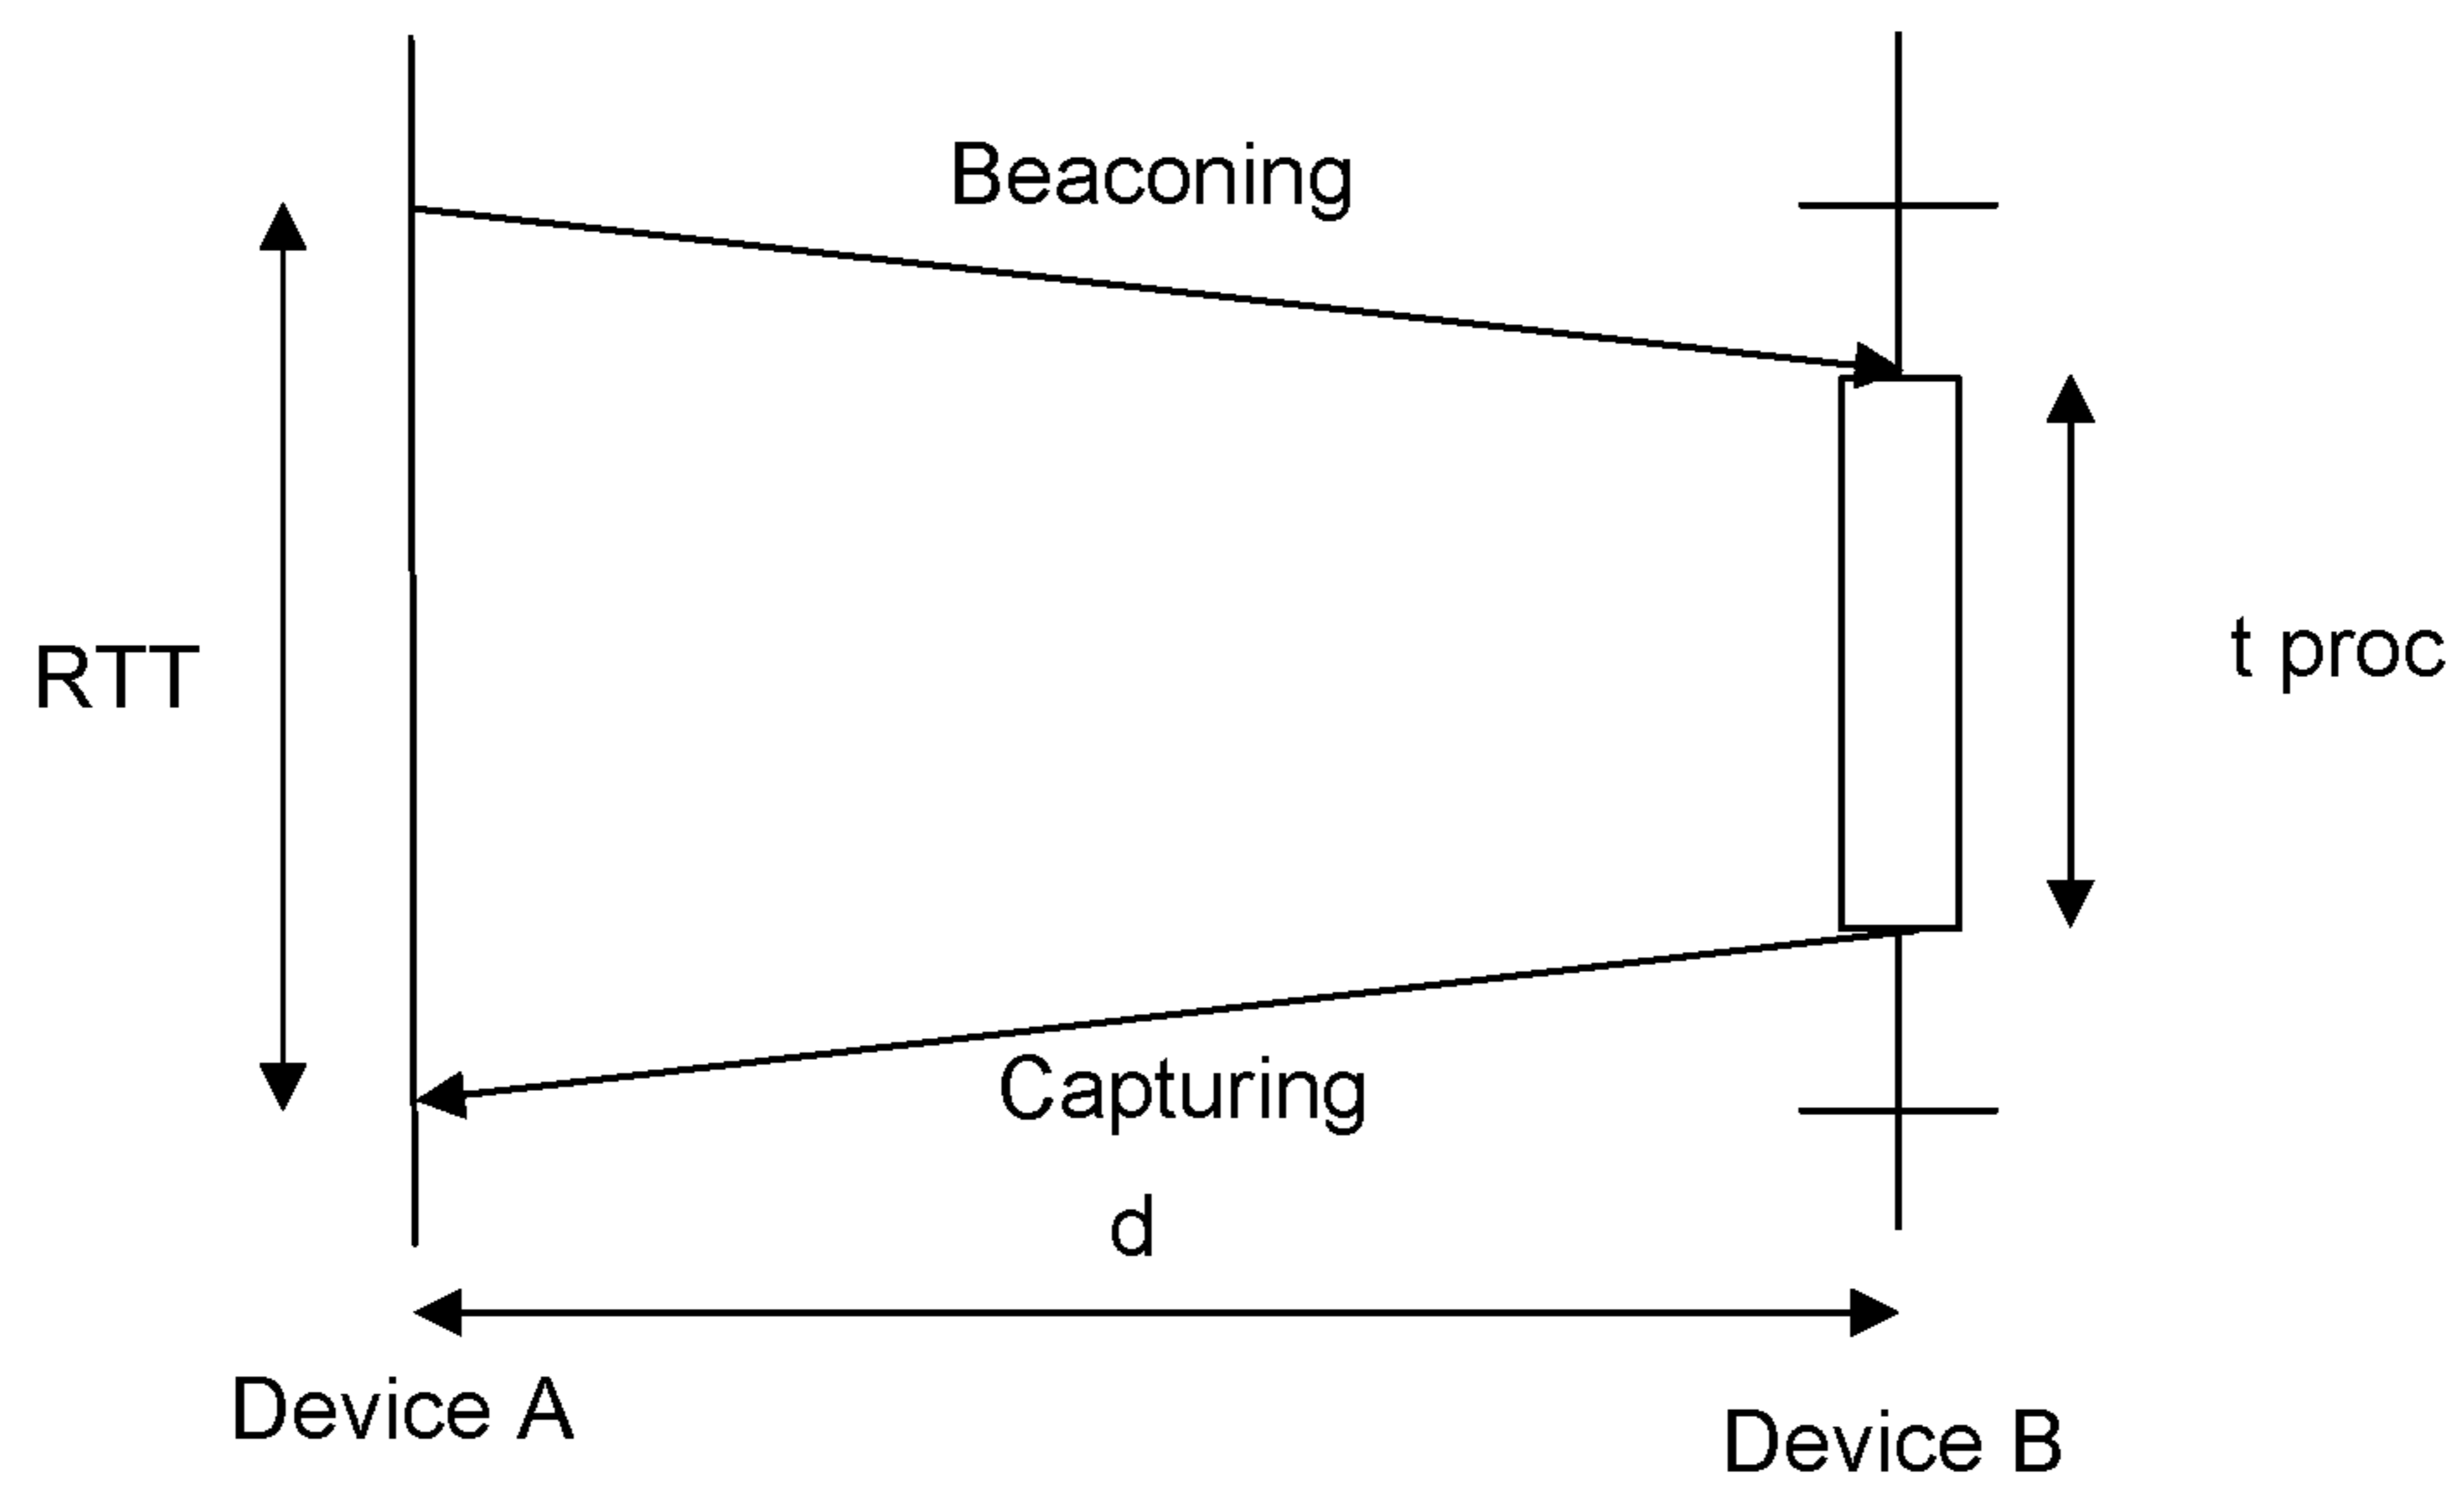 Beaconing
RTT
t proc
Capturing
d
Device A
Device B